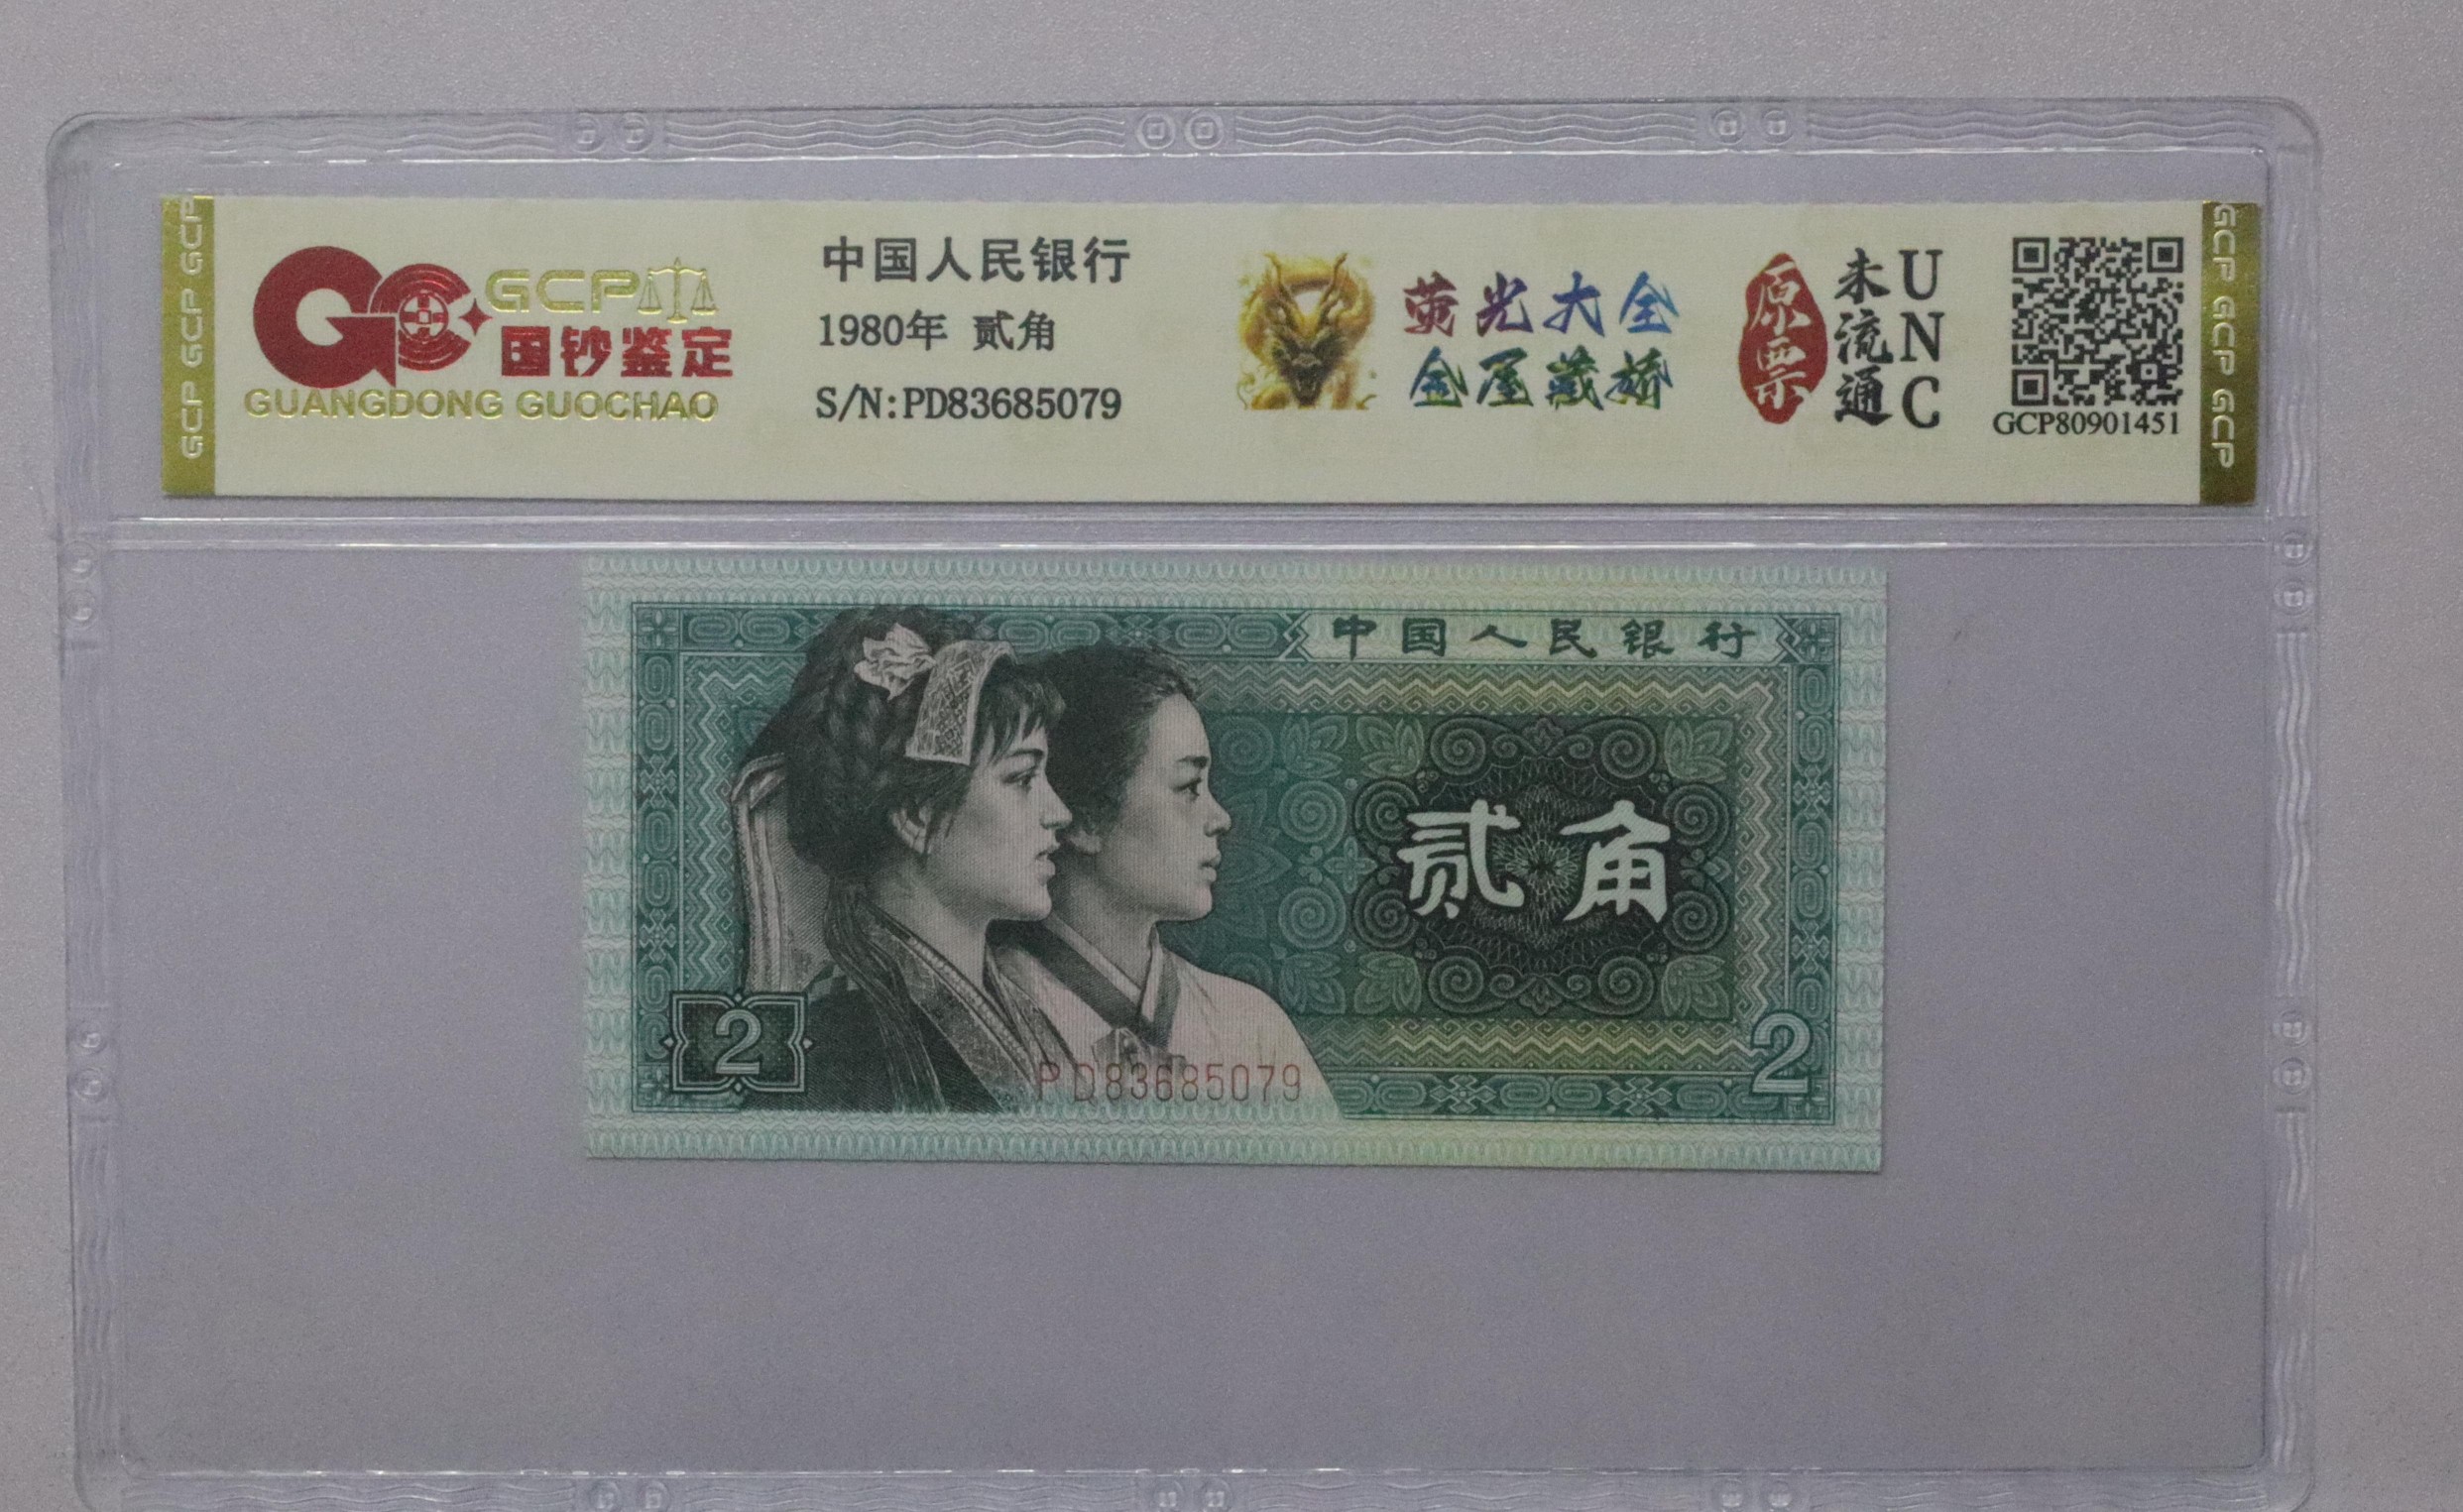 GCP GCP GCP
GCP
国钞鉴定
GUANGDONG GUOCHAO
中国人民银行
1980年 贰角
S/N:PD83685079
荧光大全
金屋藏娇
原票
未流通
UNC
GCP80901451
GCP GCP GCP
中国人民银行
贰角
2
PD83685079
2